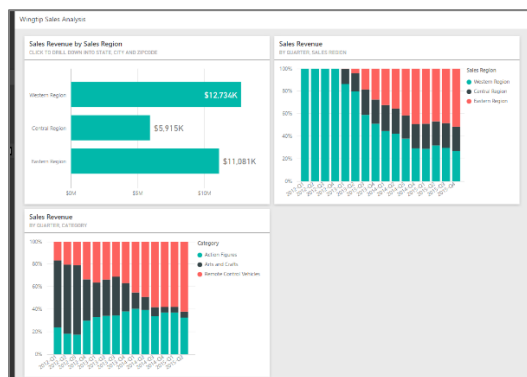 Wingtip Sales Analysis
Sales Revenue by Sales Region
CLICK TO DRILL DOWN INTO STATE, CITY AND ZIPCODE
Western Region
$12,734K
Central Region
$5,915K
Eastern Region
$11,081K
$0M
$5M
$10M
Sales Revenue
BY QUARTER, SALES REGION
100%
80%
60%
40%
20%
0%
Sales Region
Western Region
Central Region
Eastern Region
Sales Revenue
BY QUARTER, CATEGORY
100%
80%
60%
40%
20%
0%
Category
Action Figures
Arts and Crafts
Remote Control Vehicles